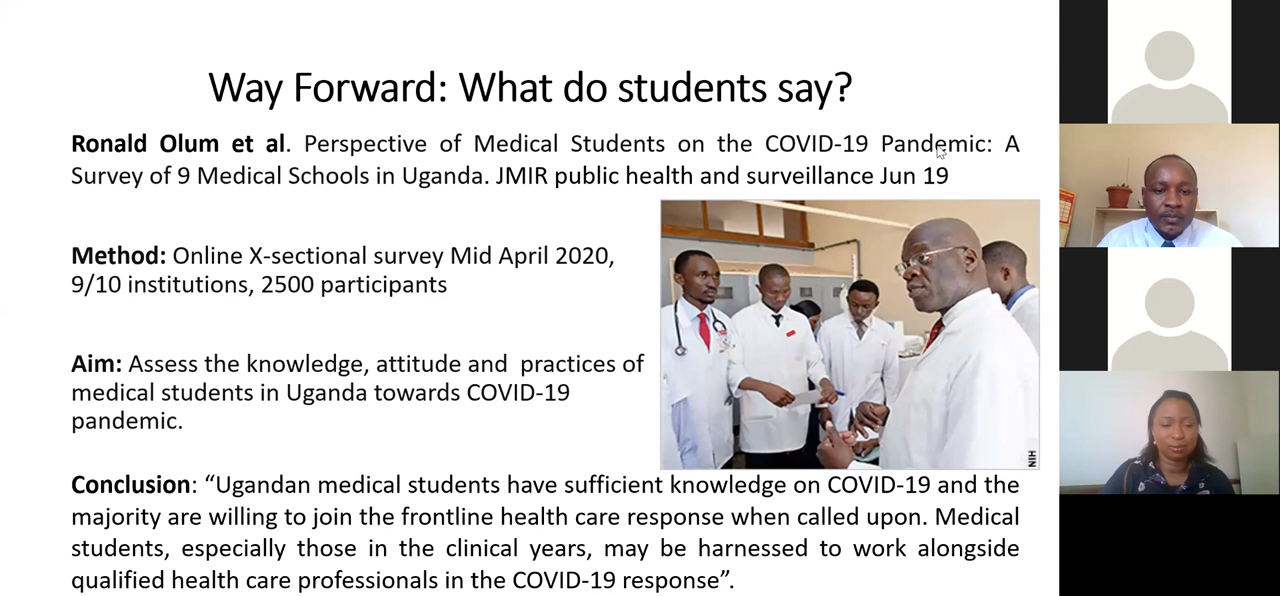 Way Forward: What do students say?
Ronald Olum et al. Perspective of Medical Students on the COVID-19 Pandemic: A
Survey of 9 Medical Schools in Uganda. JMIR public health and surveillance Jun 19
Method: Online X-sectional survey Mid April 2020,
9/10 institutions, 2500 participants
Aim: Assess the knowledge, attitude and practices of
medical students in Uganda towards COVID-19
pandemic.
NIH
Conclusion: “Ugandan medical students have sufficient knowledge on COVID-19 and the
majority are willing to join the frontline health care response when called upon. Medical
students, especially those in the clinical years, may be harnessed to work alongside
qualified health care professionals in the COVID-19 response”.